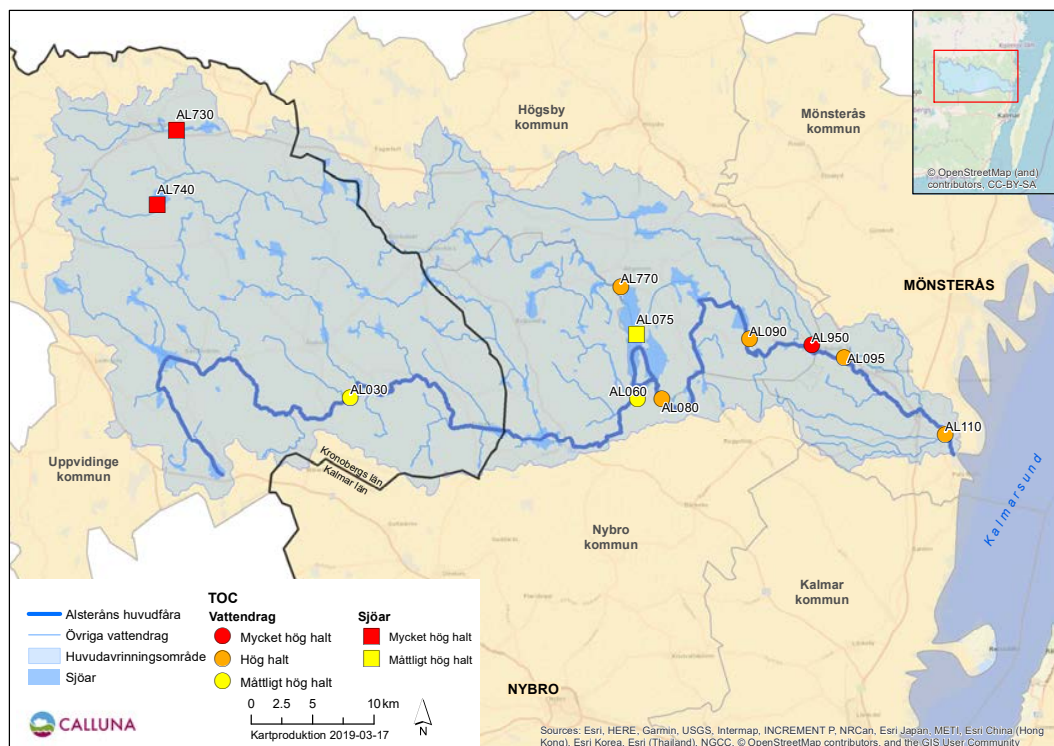 AL730
AL740
Högsby
kommun
Mönsterås
kommun
© OpenStreetMap (and)
contributors, CC-BY-SA
Kalmar
MÖNSTERÅS
AL770
AL075
AL090
AL950
AL095
AL030
AL060
AL080
AL110
Uppvidinge
kommun
Kronobergs län
Kalmar län
Kalmarsund
Nybro
kommun
Kalmar
kommun
NYBRO
Alsteråns huvudfåra
Övriga vattendrag
Huvudavrinningsområde
Sjöar
TOC
Vattendrag
Mycket hög halt
Hög halt
Måttligt hög halt
Sjöar
Mycket hög halt
Måttligt hög halt
0 2.5 5 10 km
N
Kartproduktion 2019-03-17
CALLUNA
Sources: Esri, HERE, Garmin, USGS, Intermap, INCREMENT P, NRCan, Esri Japan, METI, Esri China (Hong
Kong), Esri Korea, Esri (Thailand), NGCC, © OpenStreetMap contributors, and the GIS User Community